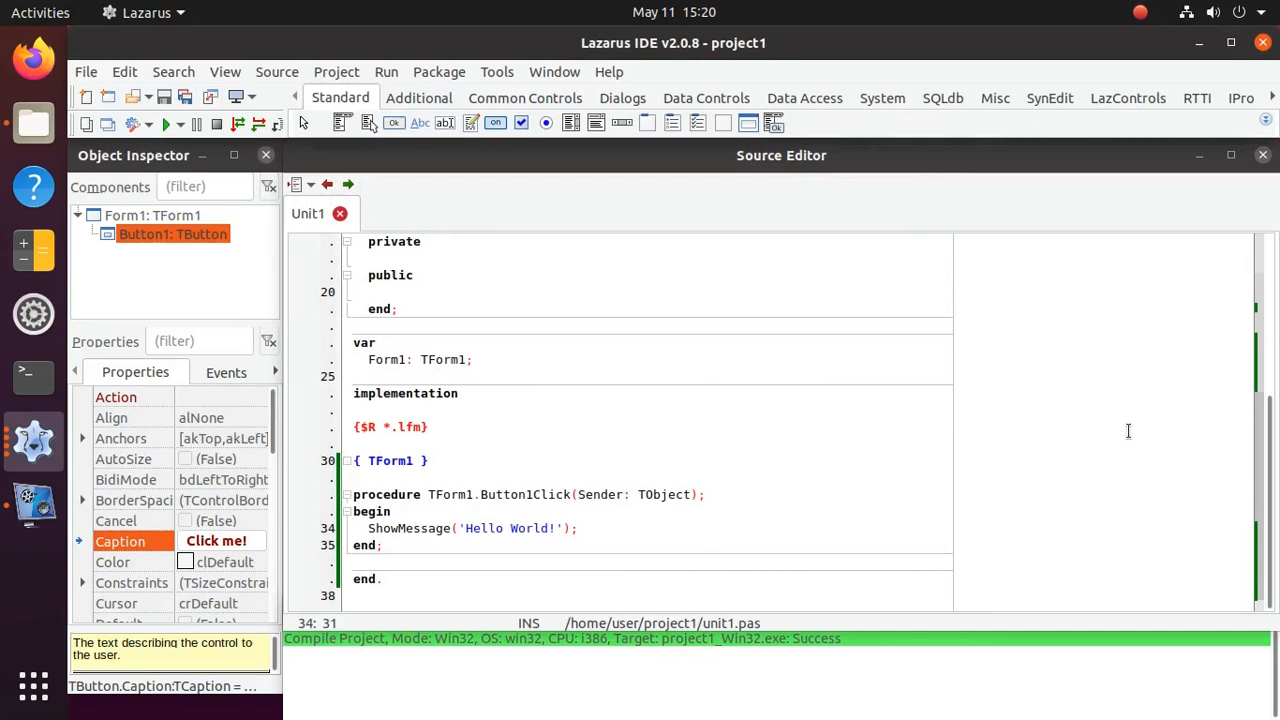 Activities
Lazarus
May 11 15:20
Lazarus IDE v2.0.8 - project1
File Edit Search View Source Project Run Package Tools Window Help
Standard Additional Common Controls Dialogs Data Controls Data Access System SQLdb Misc SynEdit LazControls RTTI IPro
Ok Abc abI on Ok
Object Inspector
Source Editor
Components (filter)
Unit1
Form1: TForm1
Button1: TButton
Properties (filter)
Properties Events
Action
Align alNone
Anchors [akTop,akLeft]
AutoSize (False)
BidiMode bdLeftToRight
BorderSpaci (TControlBord
Cancel (False)
Caption Click me!
Color clDefault
Constraints (TSizeConstrai
Cursor crDefault
The text describing the control to
the user.
TButton.Caption:TCaption = ...
private
public
20
end;
var
Form1: TForm1;
25
implementation
{$R *.lfm}
30 { TForm1 }
procedure TForm1.Button1Click(Sender: TObject);
begin
34 ShowMessage('Hello World!');
35 end;
end.
38
34: 31 INS /home/user/project1/unit1.pas
Compile Project, Mode: Win32, OS: win32, CPU: i386, Target: project1_Win32.exe: Success